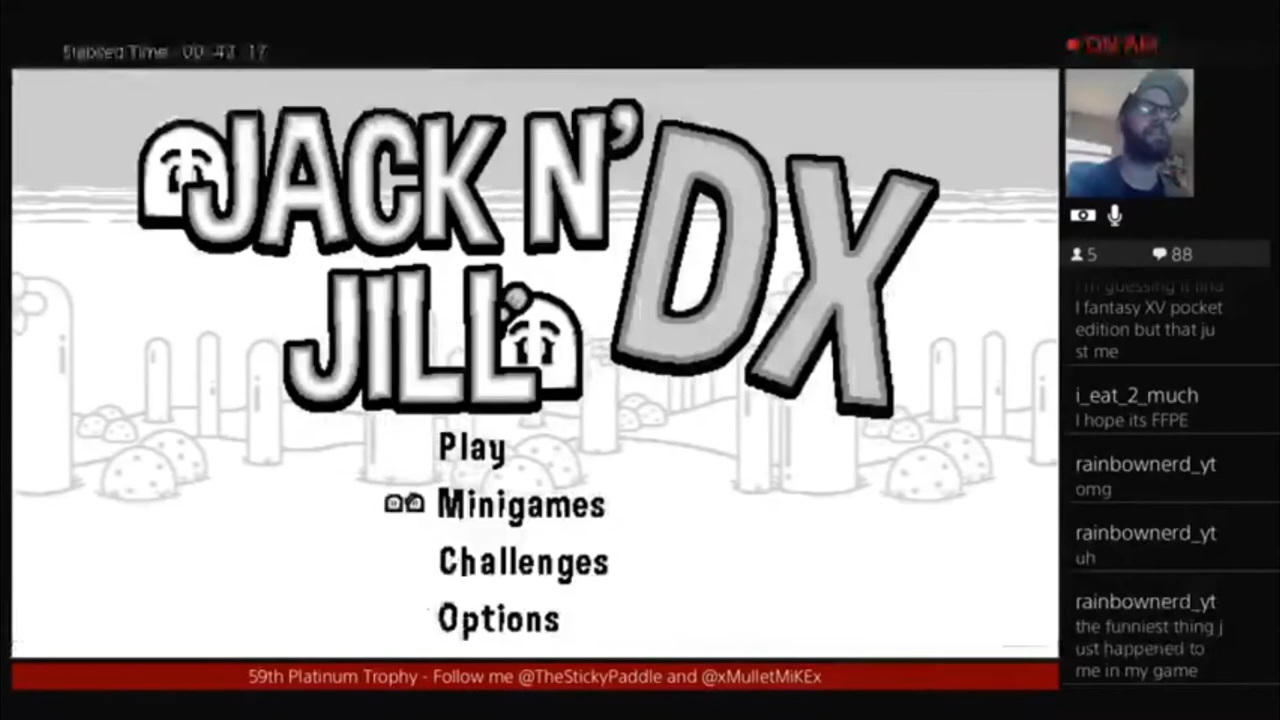 Elapsed Time 00 43 17
ON AIR
JACK N' DX
JILL
Play
Minigames
Challenges
Options
5 88
I'm guessing it
l fantasy XV pocket
edition but that ju
st me
i_eat_2_much
I hope its FFPE
rainbownerd_yt
omg
rainbownerd_yt
uh
rainbownerd_yt
the funniest thing j
ust happened to
me in my game
59th Platinum Trophy - Follow me @TheStickyPaddle and @xMulletMiKEx